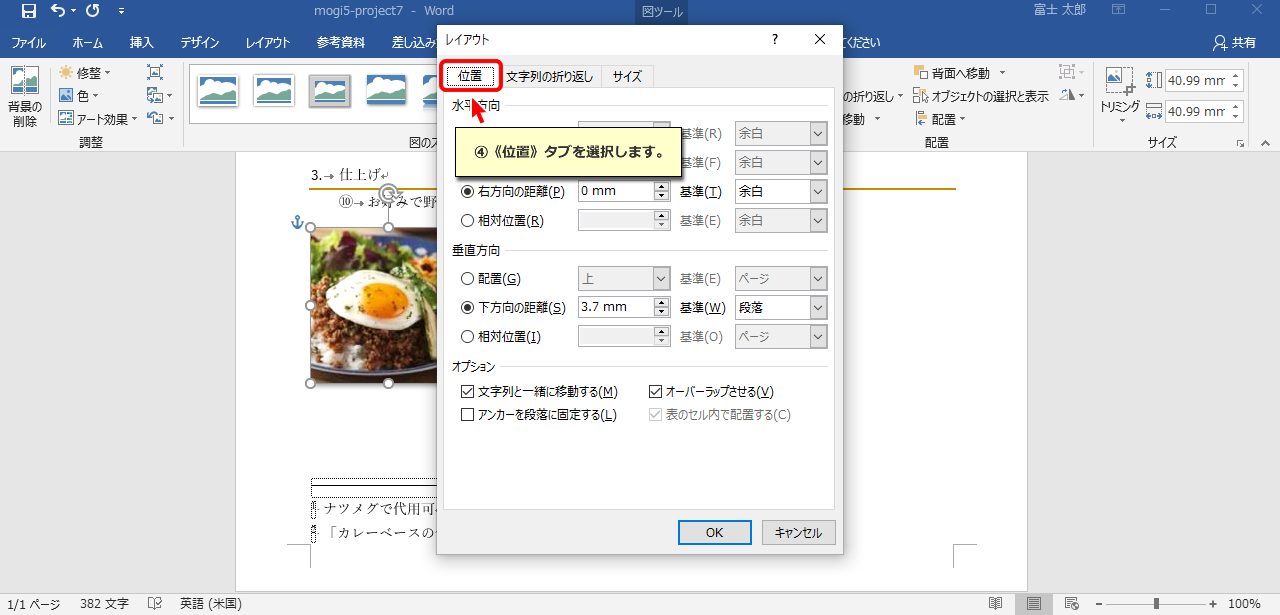 mogi5-project7 - Word
図ツール
富士 太郎
ファイル ホーム 挿入 デザイン レイアウト 参考資料 差し込み
ください
共有
レイアウト
?
位置 文字列の折り返し サイズ
背景の
削除
修整
色
アート効果
調整
図のス
の折り返し
移動
背面へ移動
オブジェクトの選択と表示
配置
配置
トリミング
40.99 mm
40.99 mm
サイズ
水平方向
基準(R) 余白
基準(F) 余白
右方向の距離(P) 0 mm 基準(T) 余白
相対位置(R) 基準(E) 余白
④《位置》タブを選択します。
垂直方向
配置(G) 上 基準(E) ページ
下方向の距離(S) 3.7 mm 基準(W) 段落
相対位置(I) 基準(O) ページ
オプション
文字列と一緒に移動する(M) オーバーラップさせる(V)
アンカーを段落に固定する(L) 表のセル内で配置する(C)
OK キャンセル
3.→ 仕上げ
⑩→ お好みで野
ナツメグで代用可
「カレーベースの
1/1 ページ 382 文字 英語 (米国)
100%